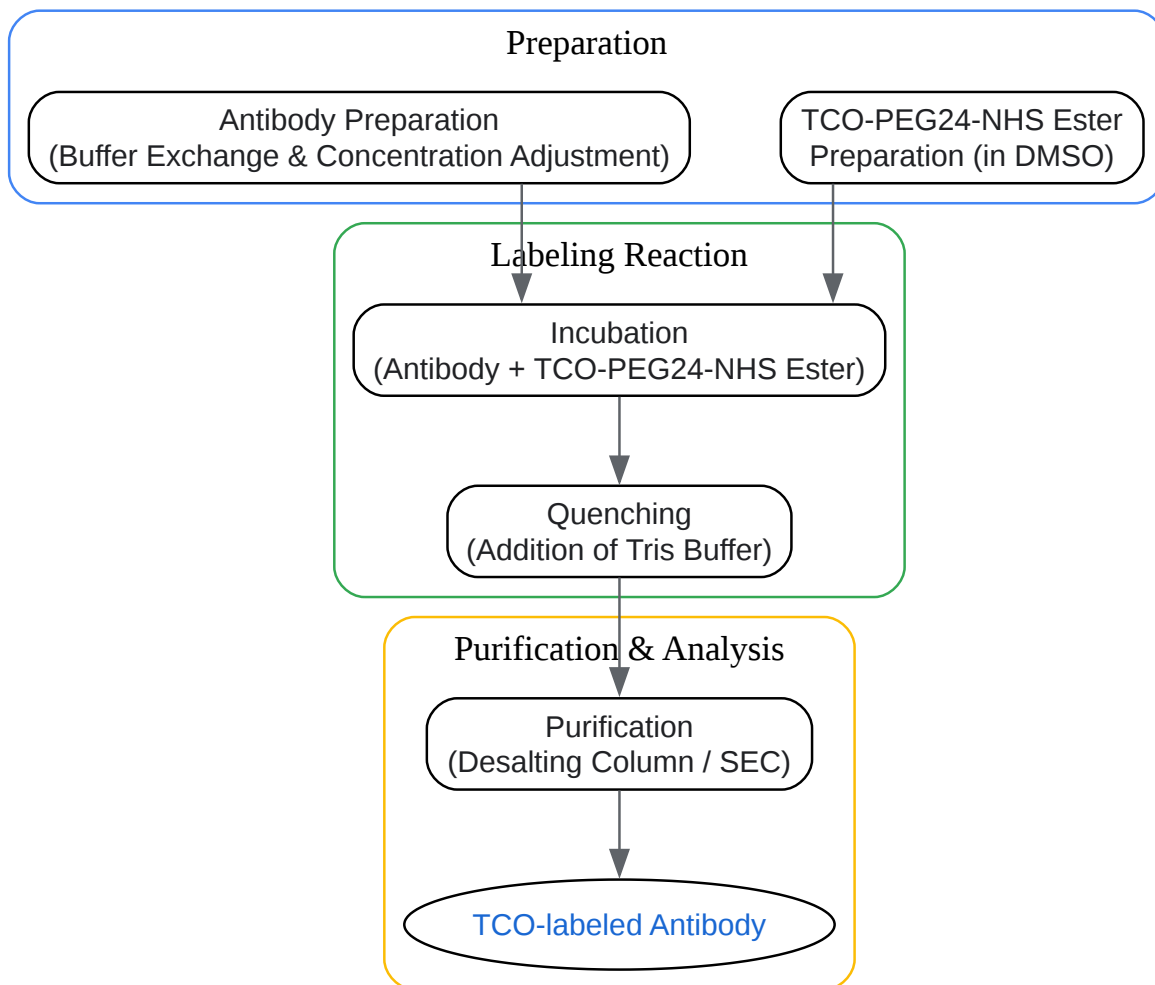 Preparation
Antibody Preparation
(Buffer Exchange & Concentration Adjustment)
TCO-PEG24-NHS Ester
Preparation (in DMSO)
Labeling Reaction
Incubation
(Antibody + TCO-PEG24-NHS Ester)
Quenching
(Addition of Tris Buffer)
Purification & Analysis
Purification
(Desalting Column / SEC)
TCO-labeled Antibody